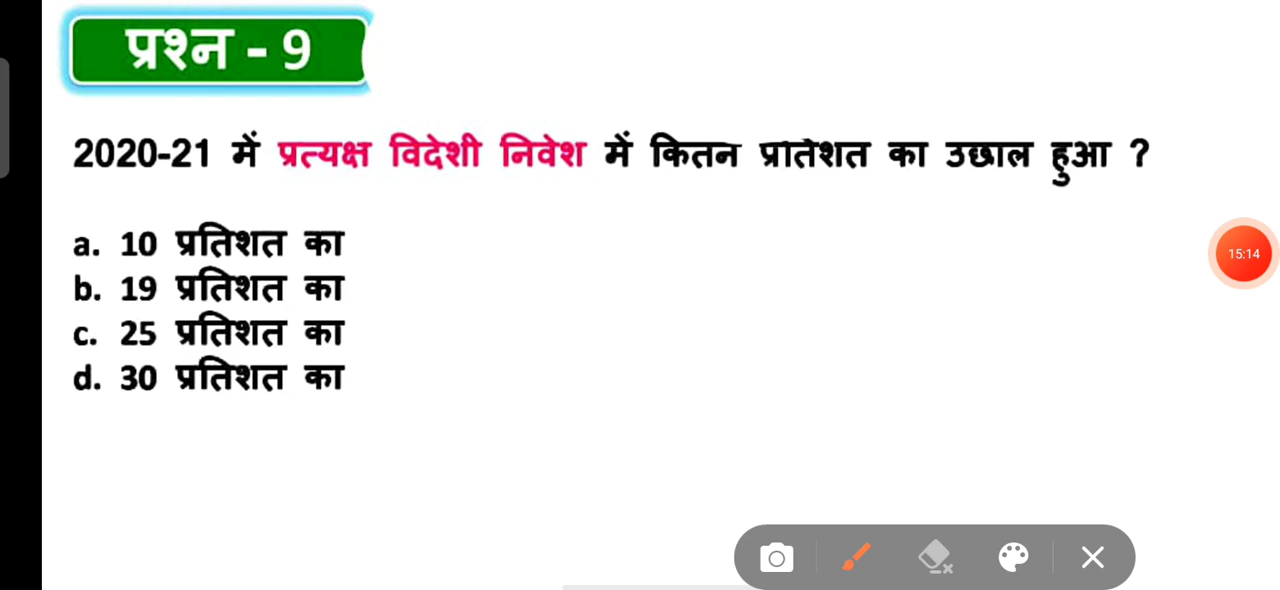 प्रश्न - 9
2020-21 में प्रत्यक्ष विदेशी निवेश में कितन प्रतिशत का उछाल हुआ ?
a. 10 प्रतिशत का
b. 19 प्रतिशत का
c. 25 प्रतिशत का
d. 30 प्रतिशत का
15:14